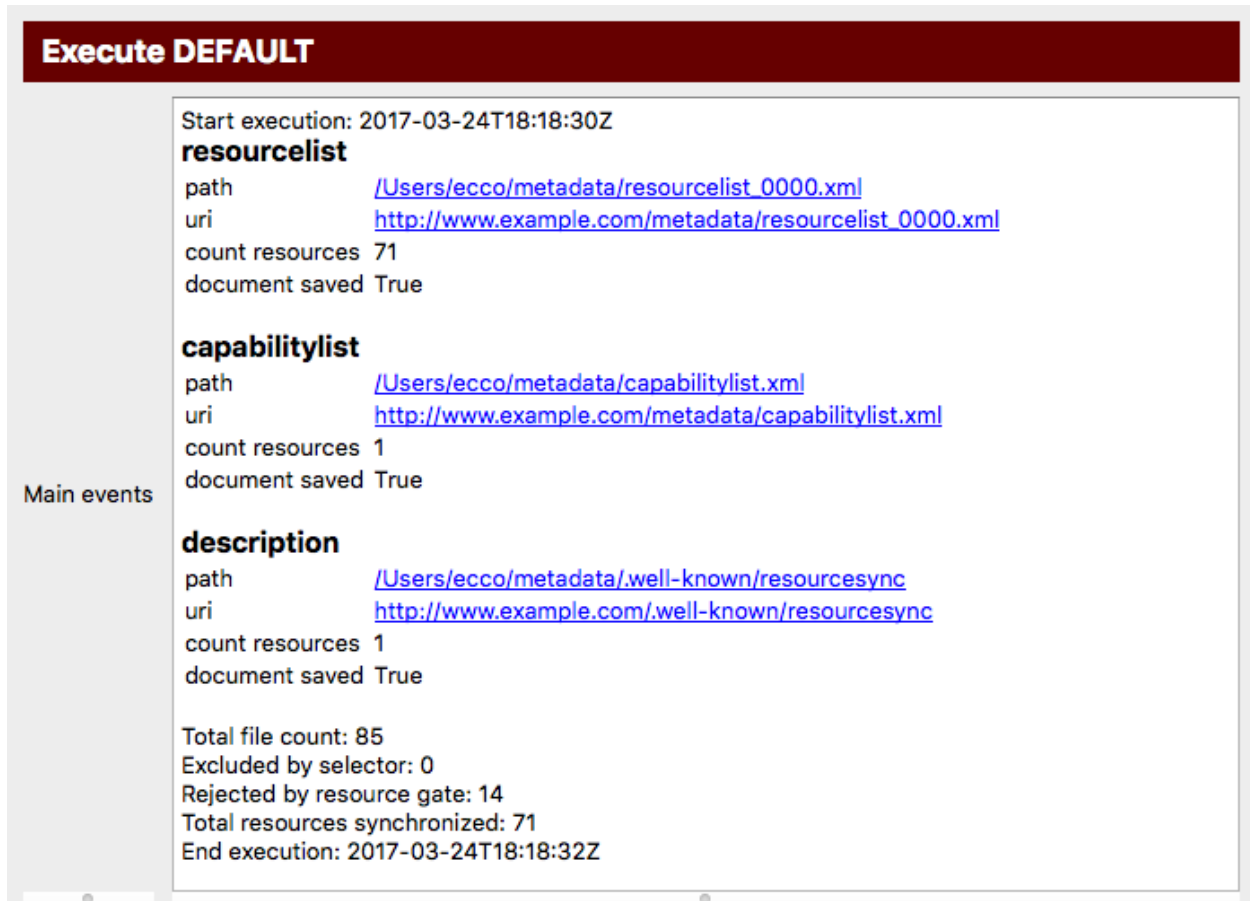 Execute DEFAULT
Start execution: 2017-03-24T18:18:30Z
resourcelist
path /Users/ecco/metadata/resourcelist_0000.xml
uri http://www.example.com/metadata/resourcelist_0000.xml
count resources 71
document saved True
capabilitylist
path /Users/ecco/metadata/capabilitylist.xml
uri http://www.example.com/metadata/capabilitylist.xml
count resources 1
document saved True
Main events
description
path /Users/ecco/metadata/.well-known/resourcesync
uri http://www.example.com/.well-known/resourcesync
count resources 1
document saved True
Total file count: 85
Excluded by selector: 0
Rejected by resource gate: 14
Total resources synchronized: 71
End execution: 2017-03-24T18:18:32Z